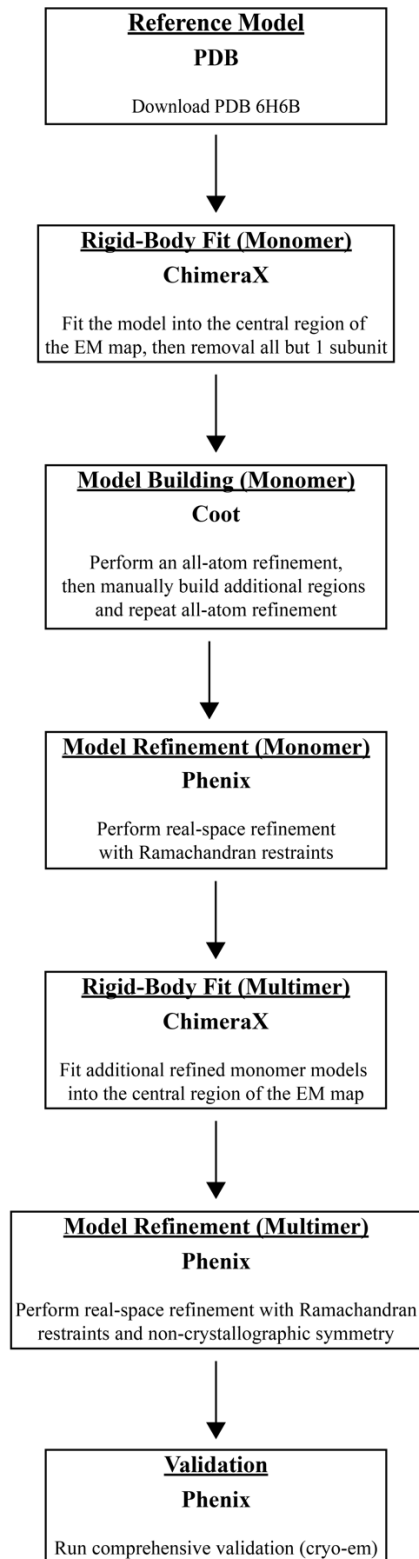 Reference Model
PDB
Download PDB 6H6B
Rigid-Body Fit (Monomer)
ChimeraX
Fit the model into the central region of
the EM map, then removal all but 1 subunit
Model Building (Monomer)
Coot
Perform an all-atom refinement,
then manually build additional regions
and repeat all-atom refinement
Model Refinement (Monomer)
Phenix
Perform real-space refinement
with Ramachandran restraints
Rigid-Body Fit (Multimer)
ChimeraX
Fit additional refined monomer models
into the central region of the EM map
Model Refinement (Multimer)
Phenix
Perform real-space refinement with Ramachandran
restraints and non-crystallographic symmetry
Validation
Phenix
Run comprehensive validation (cryo-em)